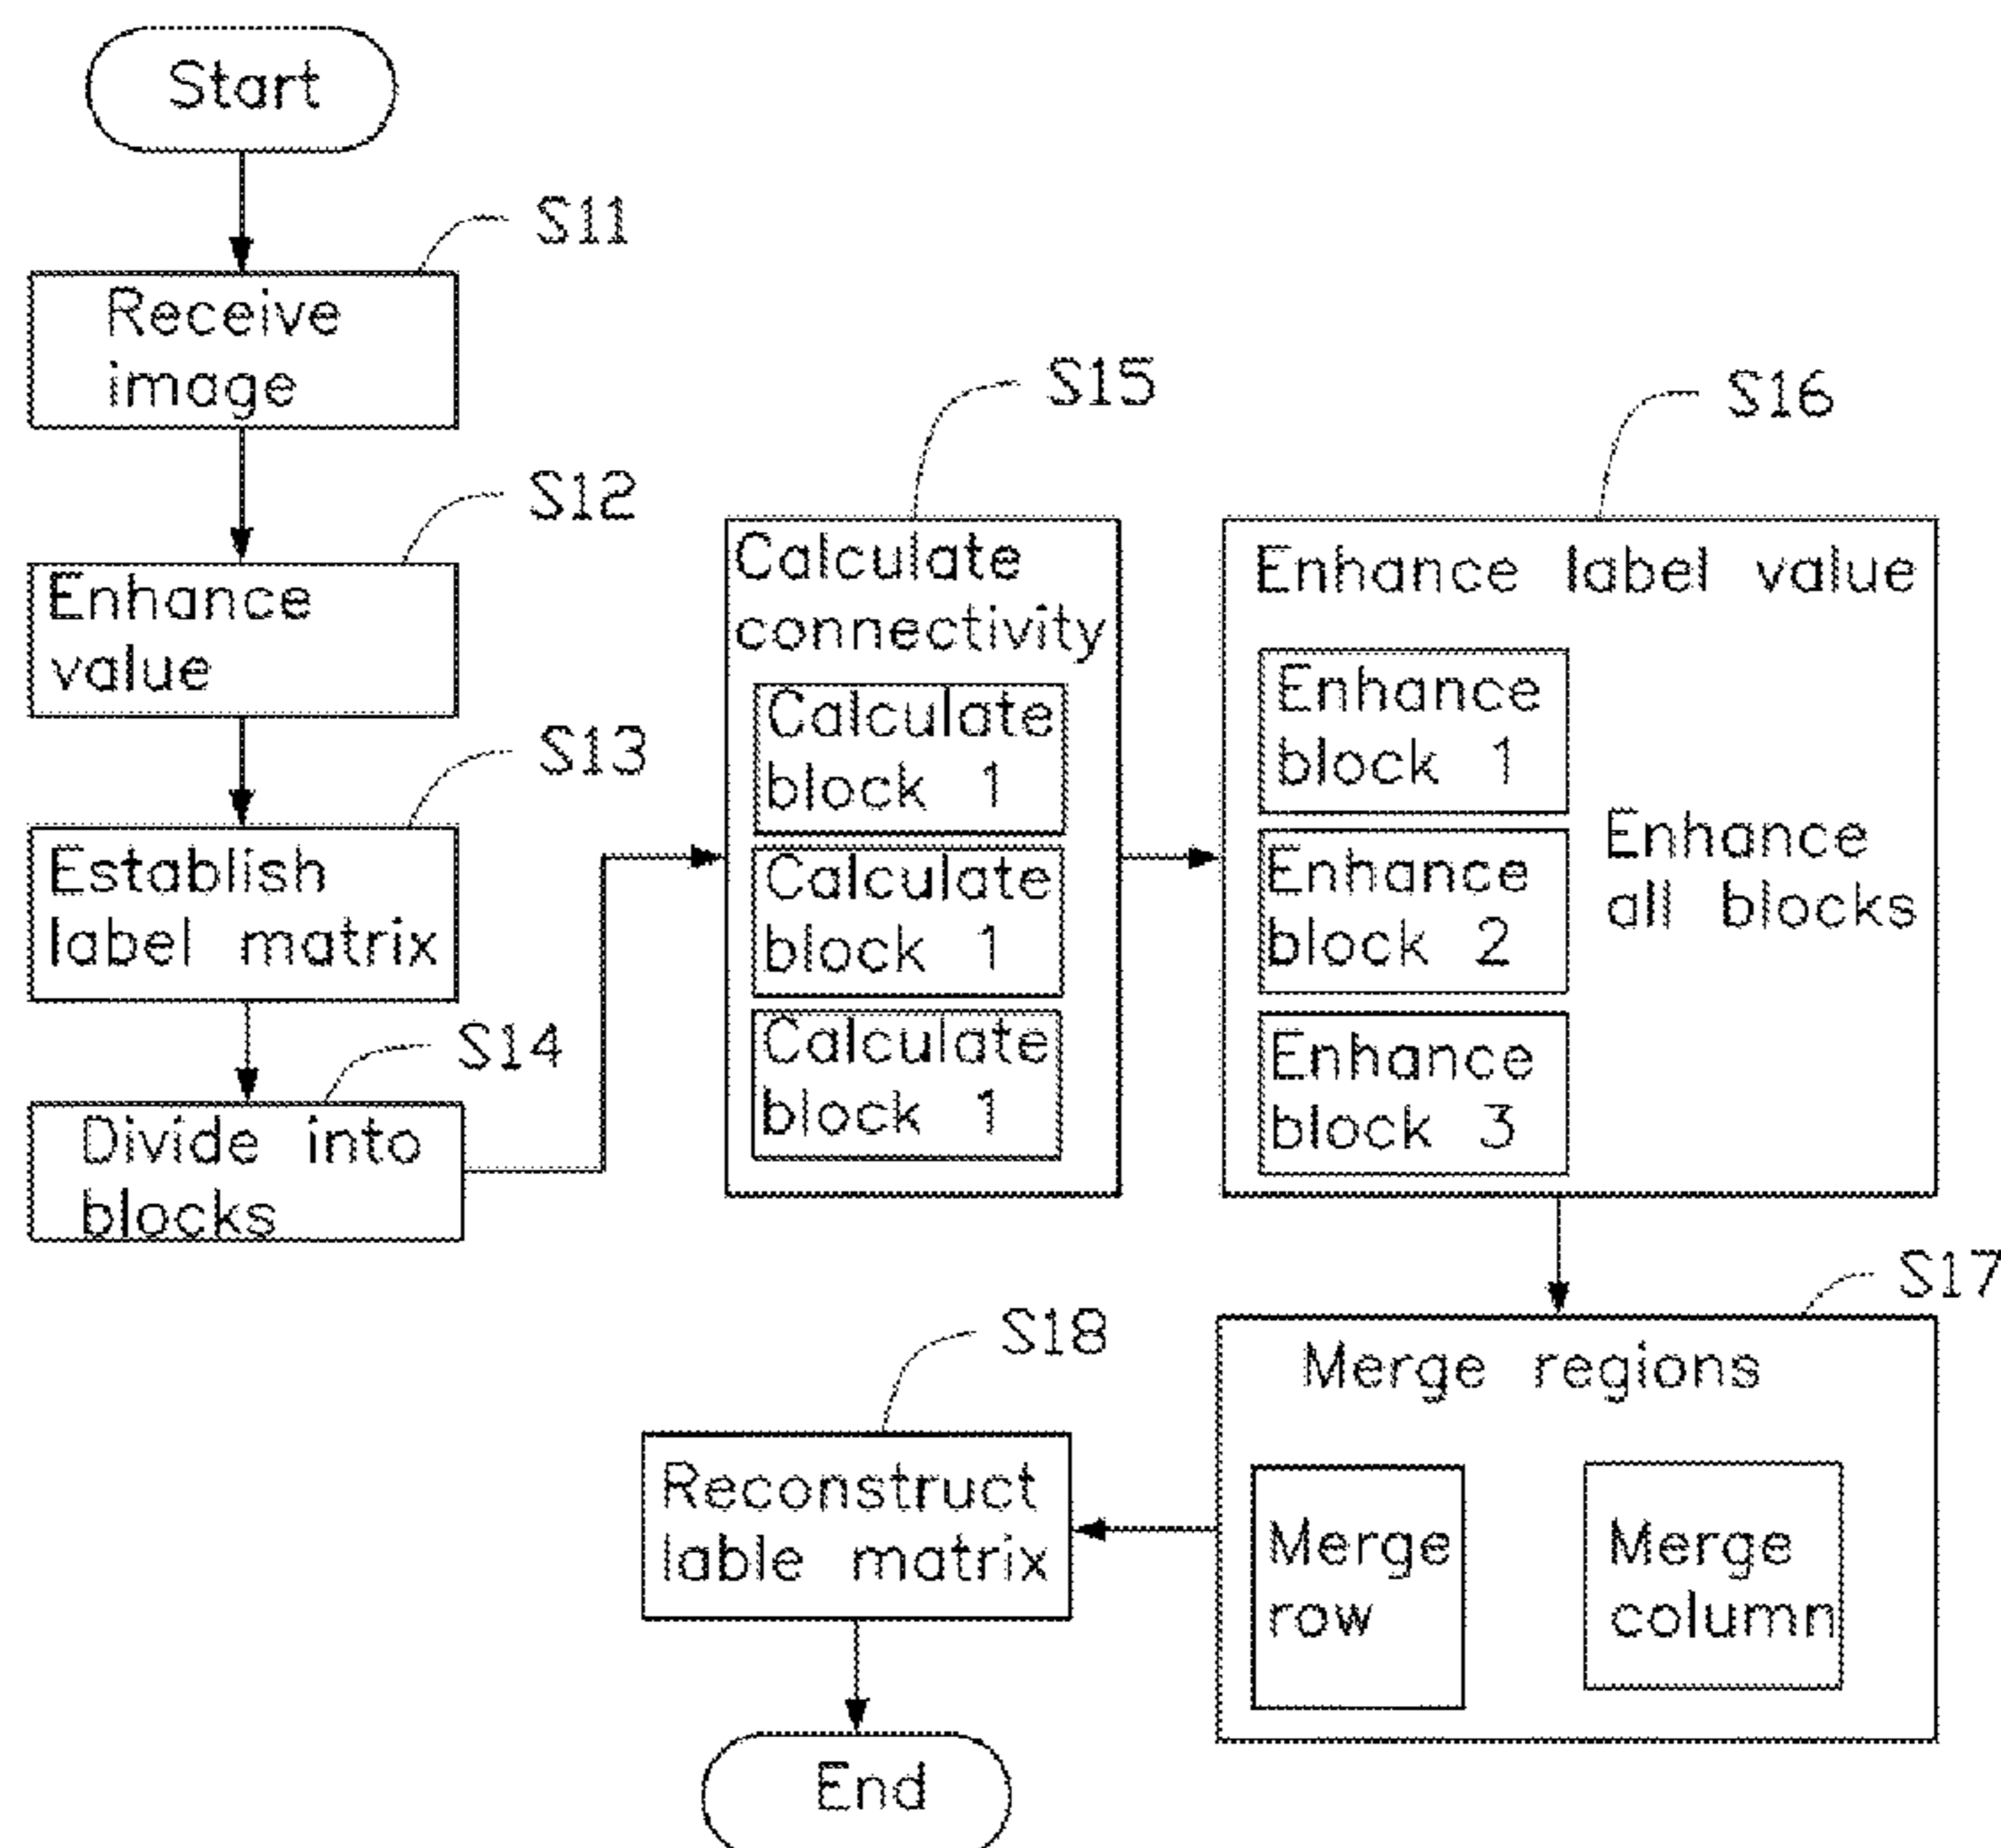 Start
S11
Receive
image
S12
Enhance
value
S13
Establish
label matrix
S14
Divide into
blocks
S15
Calculate
connectivity
Calculate
block 1
Calculate
block 1
Calculate
block 1
S16
Enhance label value
Enhance
block 1
Enhance
block 2
Enhance
block 3
Enhance
all blocks
S17
Merge regions
Merge
row
Merge
column
S18
Reconstruct
lable matrix
End